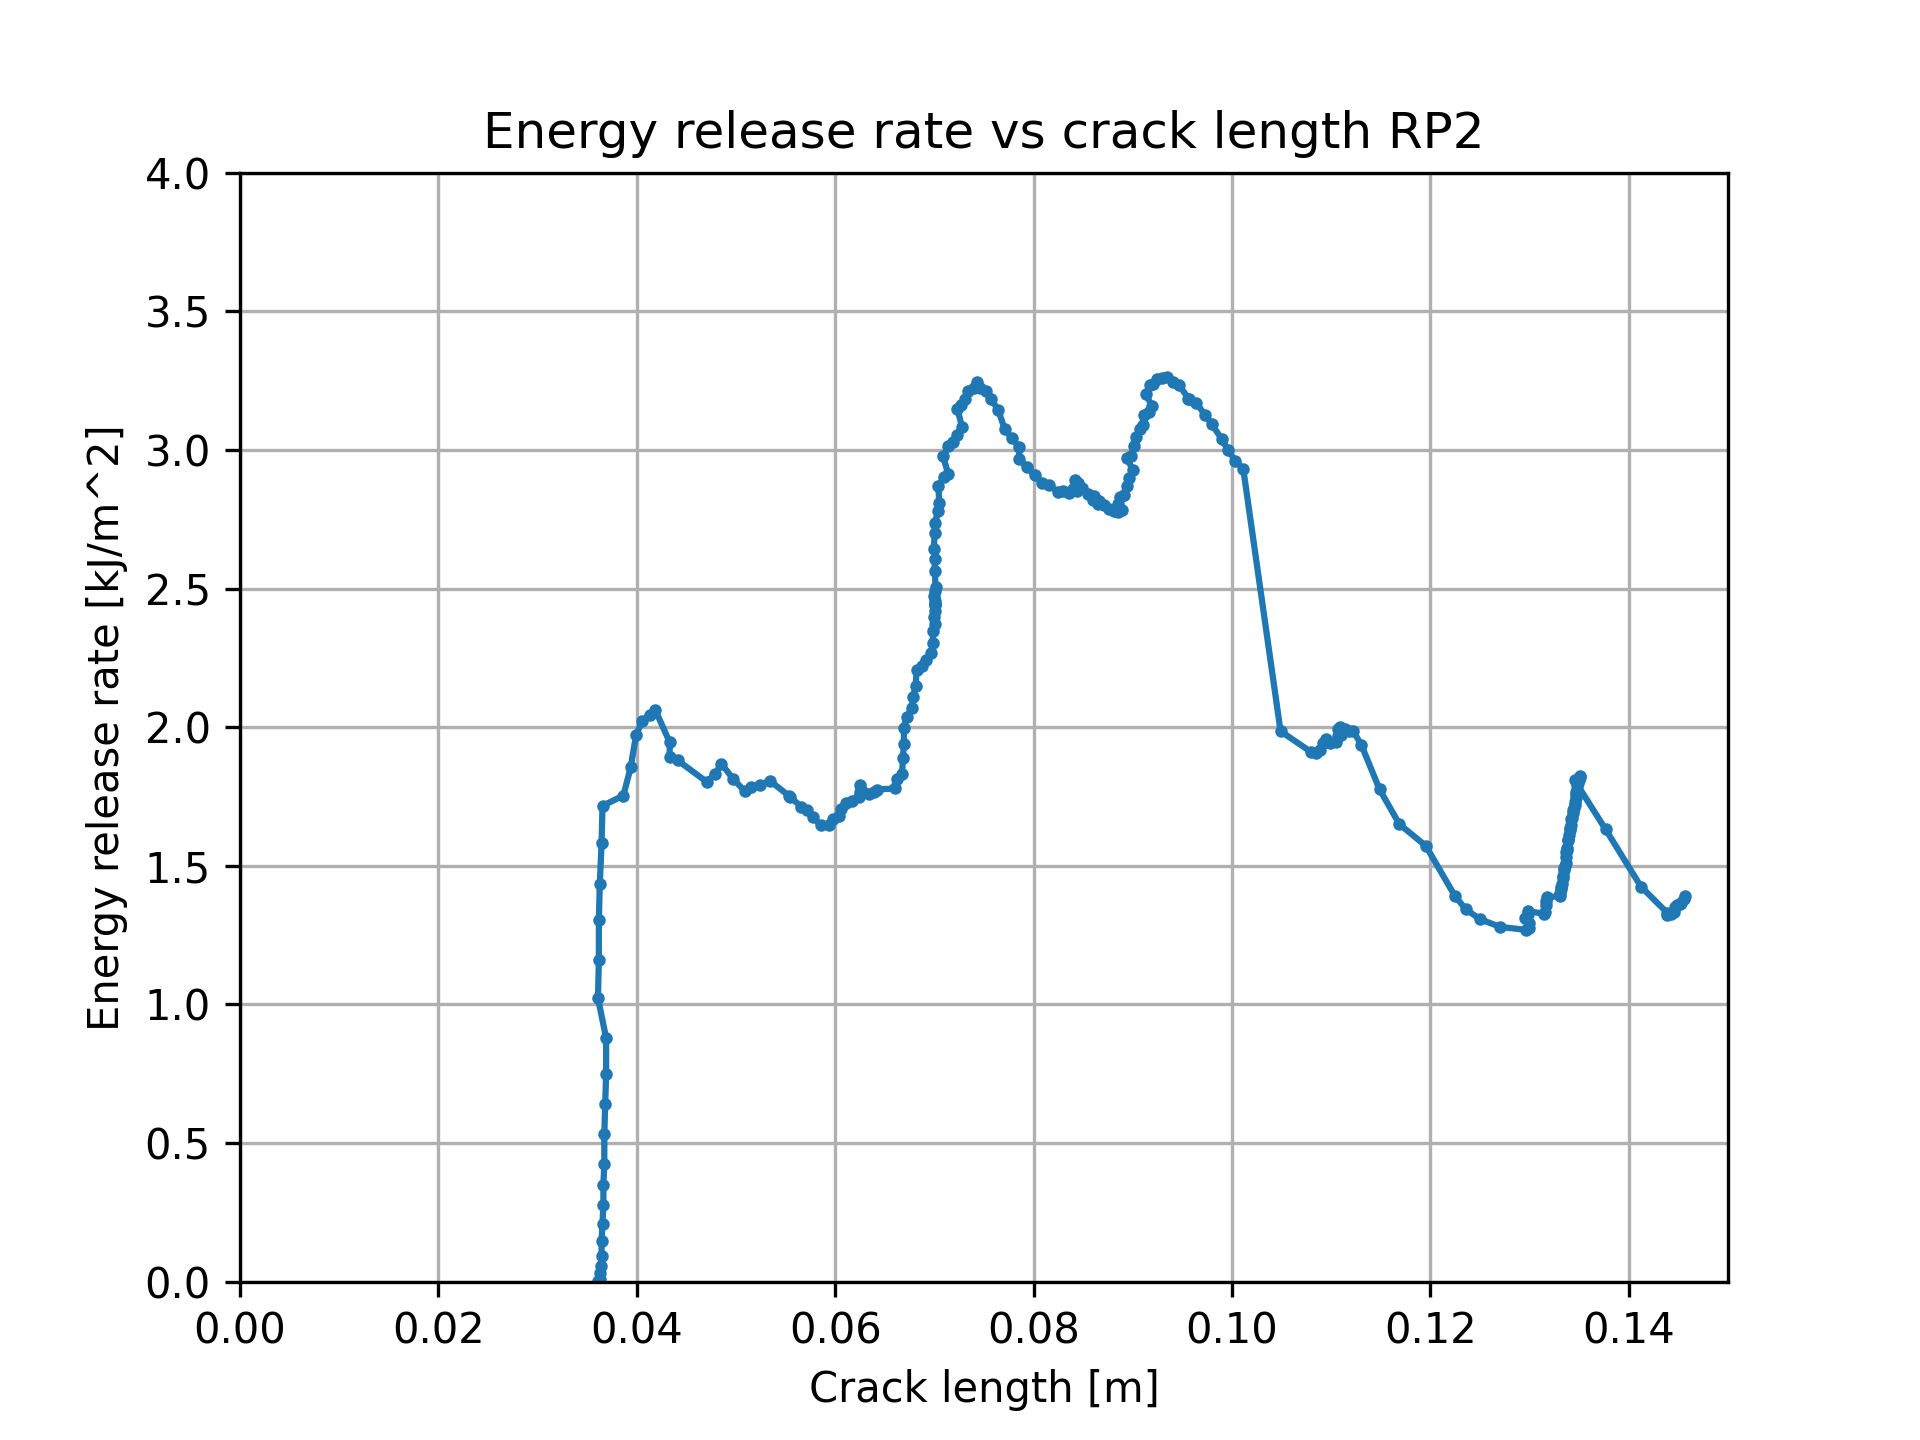 Energy release rate vs crack length RP2
4.0
3.5
3.0
2.5
2.0
1.5
1.0
0.5
0.0
Energy release rate [kJ/m^2]
0.00 0.02 0.04 0.06 0.08 0.10 0.12 0.14
Crack length [m]